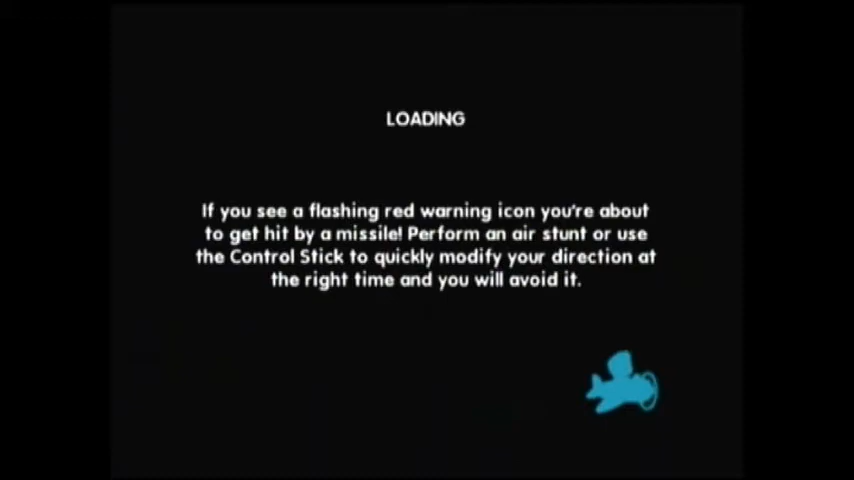 LOADING
If you see a flashing red warning icon you're about
to get hit by a missile! Perform an air stunt or use
the Control Stick to quickly modify your direction at
the right time and you will avoid it.